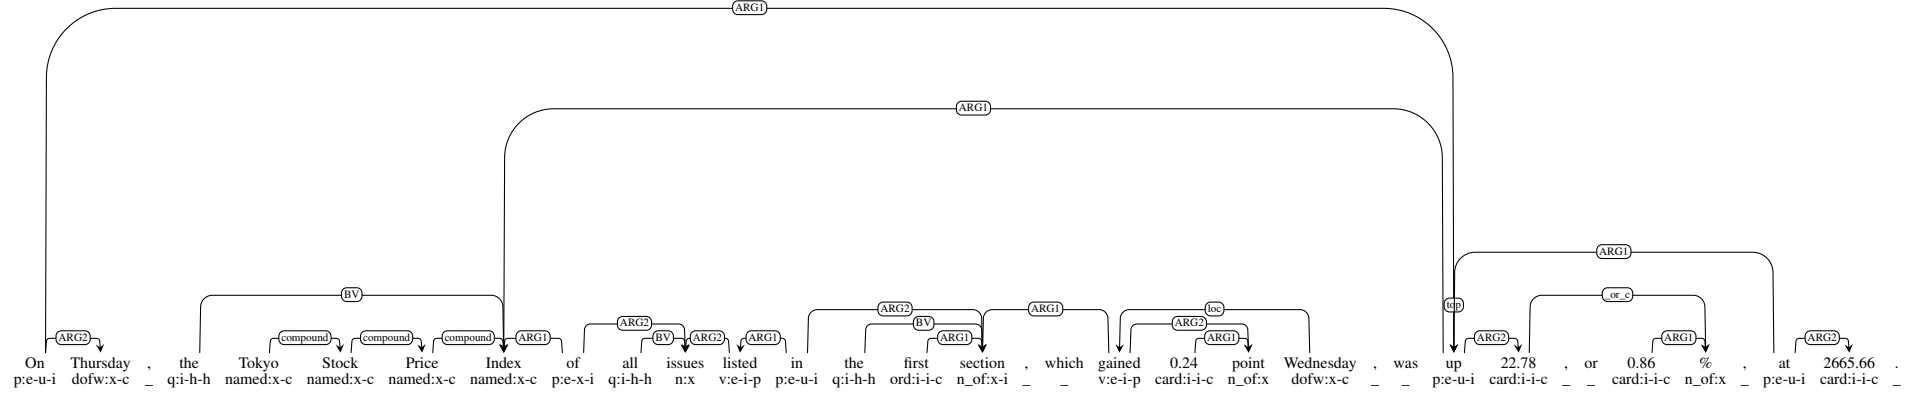 ARG1
ARG1
ARG1
top
BV _or_c
ARG2 ARG1 loc
ARG2 BV ARG2
ARG2 compound compound compound ARG1 BV ARG2 ARG1 ARG1 ARG1 ARG2 ARG1 ARG2
On Thursday , the Tokyo Stock Price Index of all issues listed in the first section , which gained 0.24 point Wednesday , was up 22.78 , or 0.86 % , at 2665.66 .
p:e-u-i dofw:x-c _ q:i-h-h named:x-c named:x-c named:x-c named:x-c p:e-x-i q:i-h-h n:x v:e-i-p p:e-u-i q:i-h-h ord:i-i-c n_of:x-i _ _ v:e-i-p card:i-i-c n_of:x dofw:x-c _ _ p:e-u-i card:i-i-c _ _ card:i-i-c n_of:x _ p:e-u-i card:i-i-c _